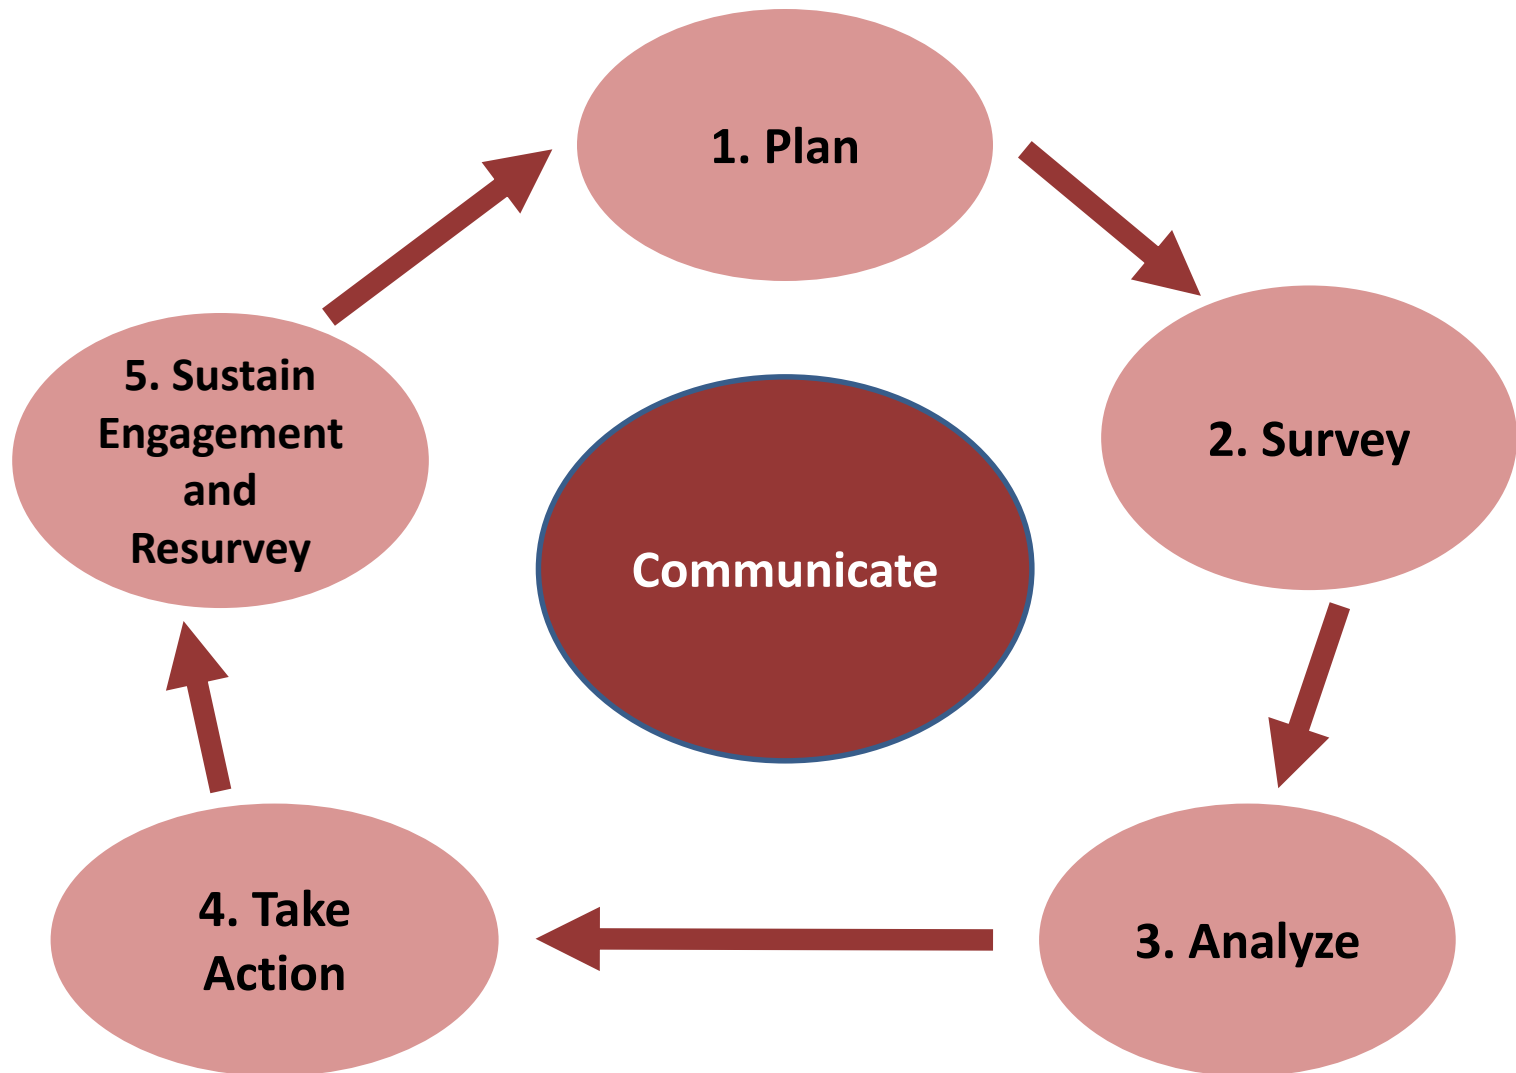 1. Plan
2. Survey
3. Analyze
4. Take
Action
5. Sustain
Engagement
and
Resurvey
Communicate